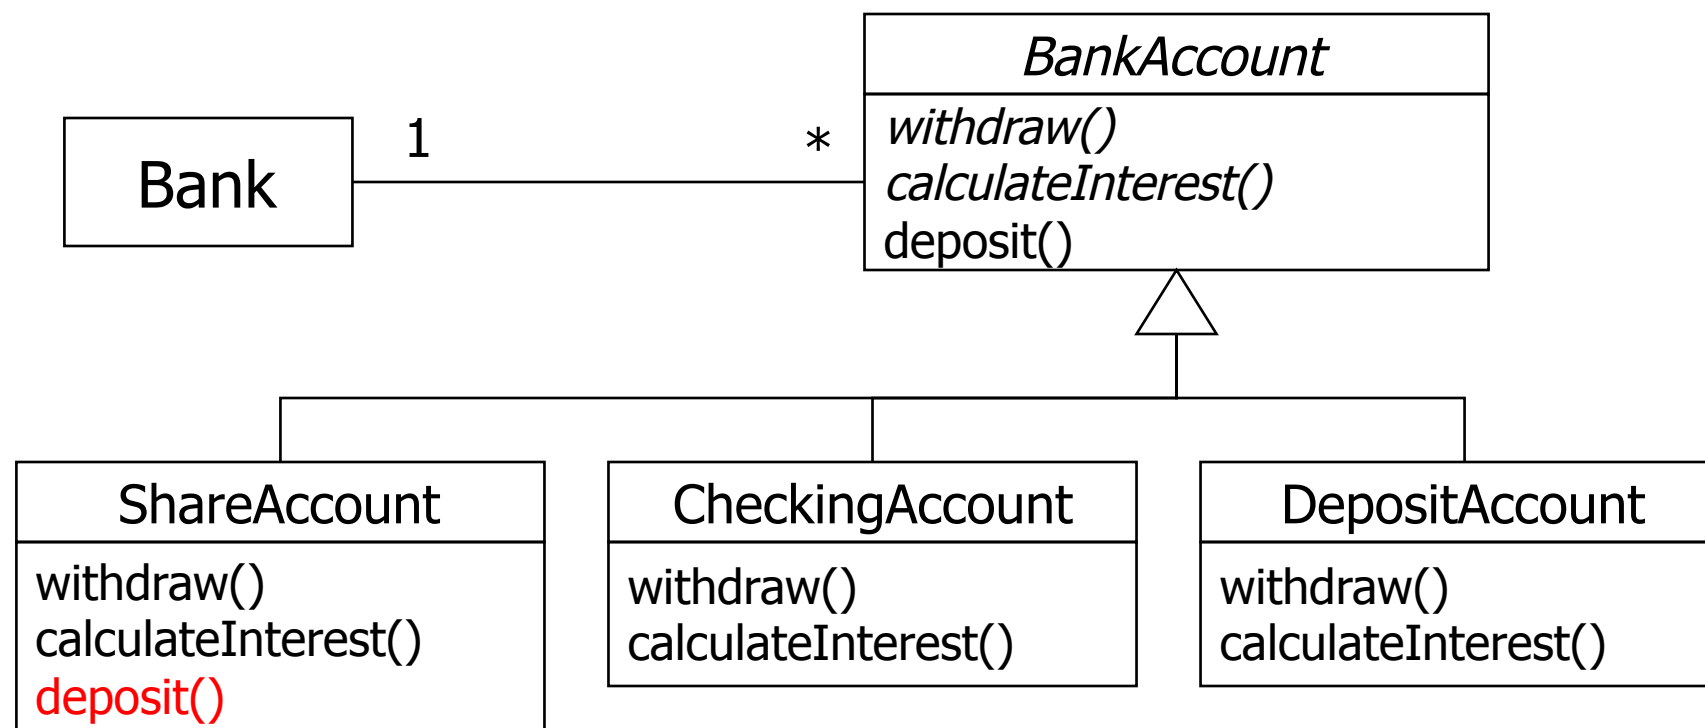 BankAccount
withdraw()
calculateInterest()
deposit()
Bank
1
*
ShareAccount
withdraw()
calculateInterest()
deposit()
CheckingAccount
withdraw()
calculateInterest()
DepositAccount
withdraw()
calculateInterest()